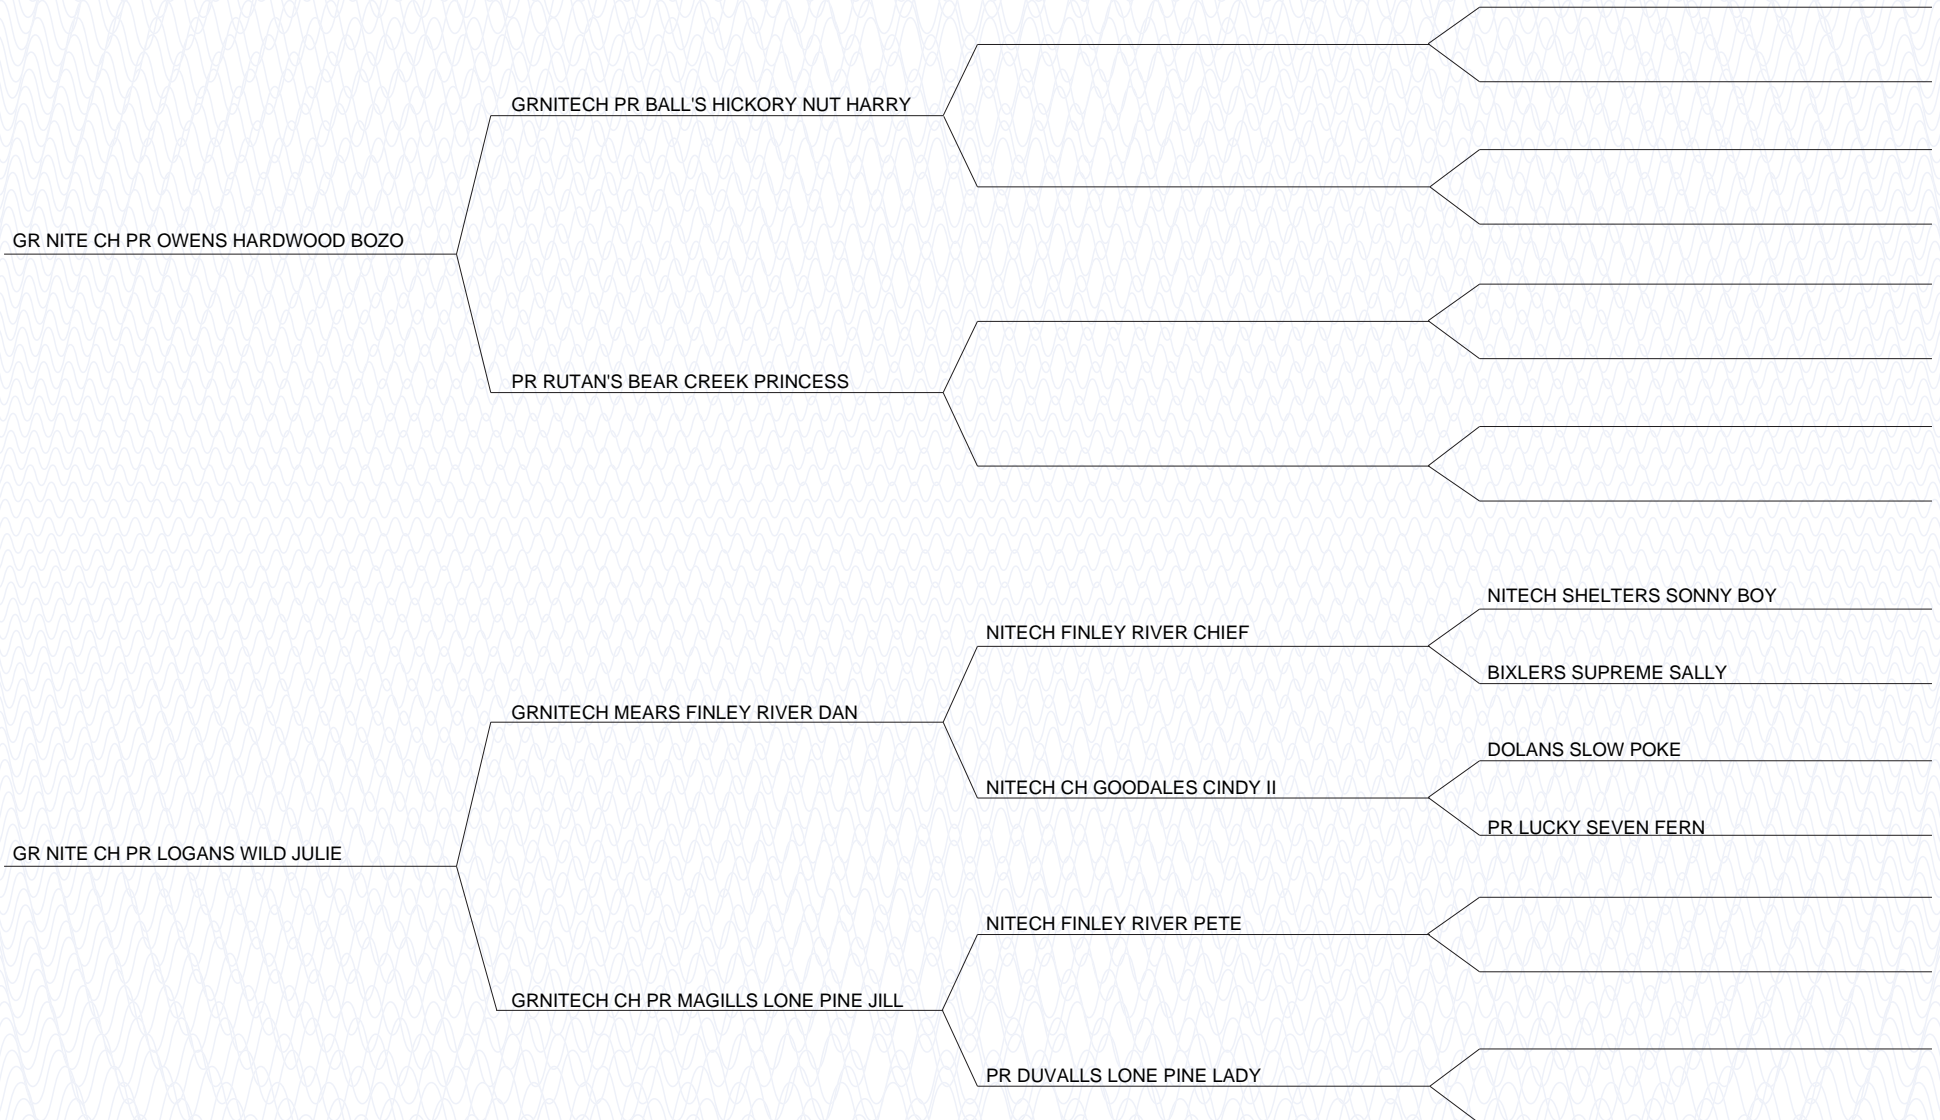 GRNITECH PR BALL'S HICKORY NUT HARRY
GR NITE CH PR OWENS HARDWOOD BOZO
PR RUTAN'S BEAR CREEK PRINCESS
NITECH SHELTERS SONNY BOY
NITECH FINLEY RIVER CHIEF
BIXLERS SUPREME SALLY
GRNITECH MEARS FINLEY RIVER DAN
DOLANS SLOW POKE
NITECH CH GOODALES CINDY II
PR LUCKY SEVEN FERN
GR NITE CH PR LOGANS WILD JULIE
NITECH FINLEY RIVER PETE
GRNITECH CH PR MAGILLS LONE PINE JILL
PR DUVALLS LONE PINE LADY